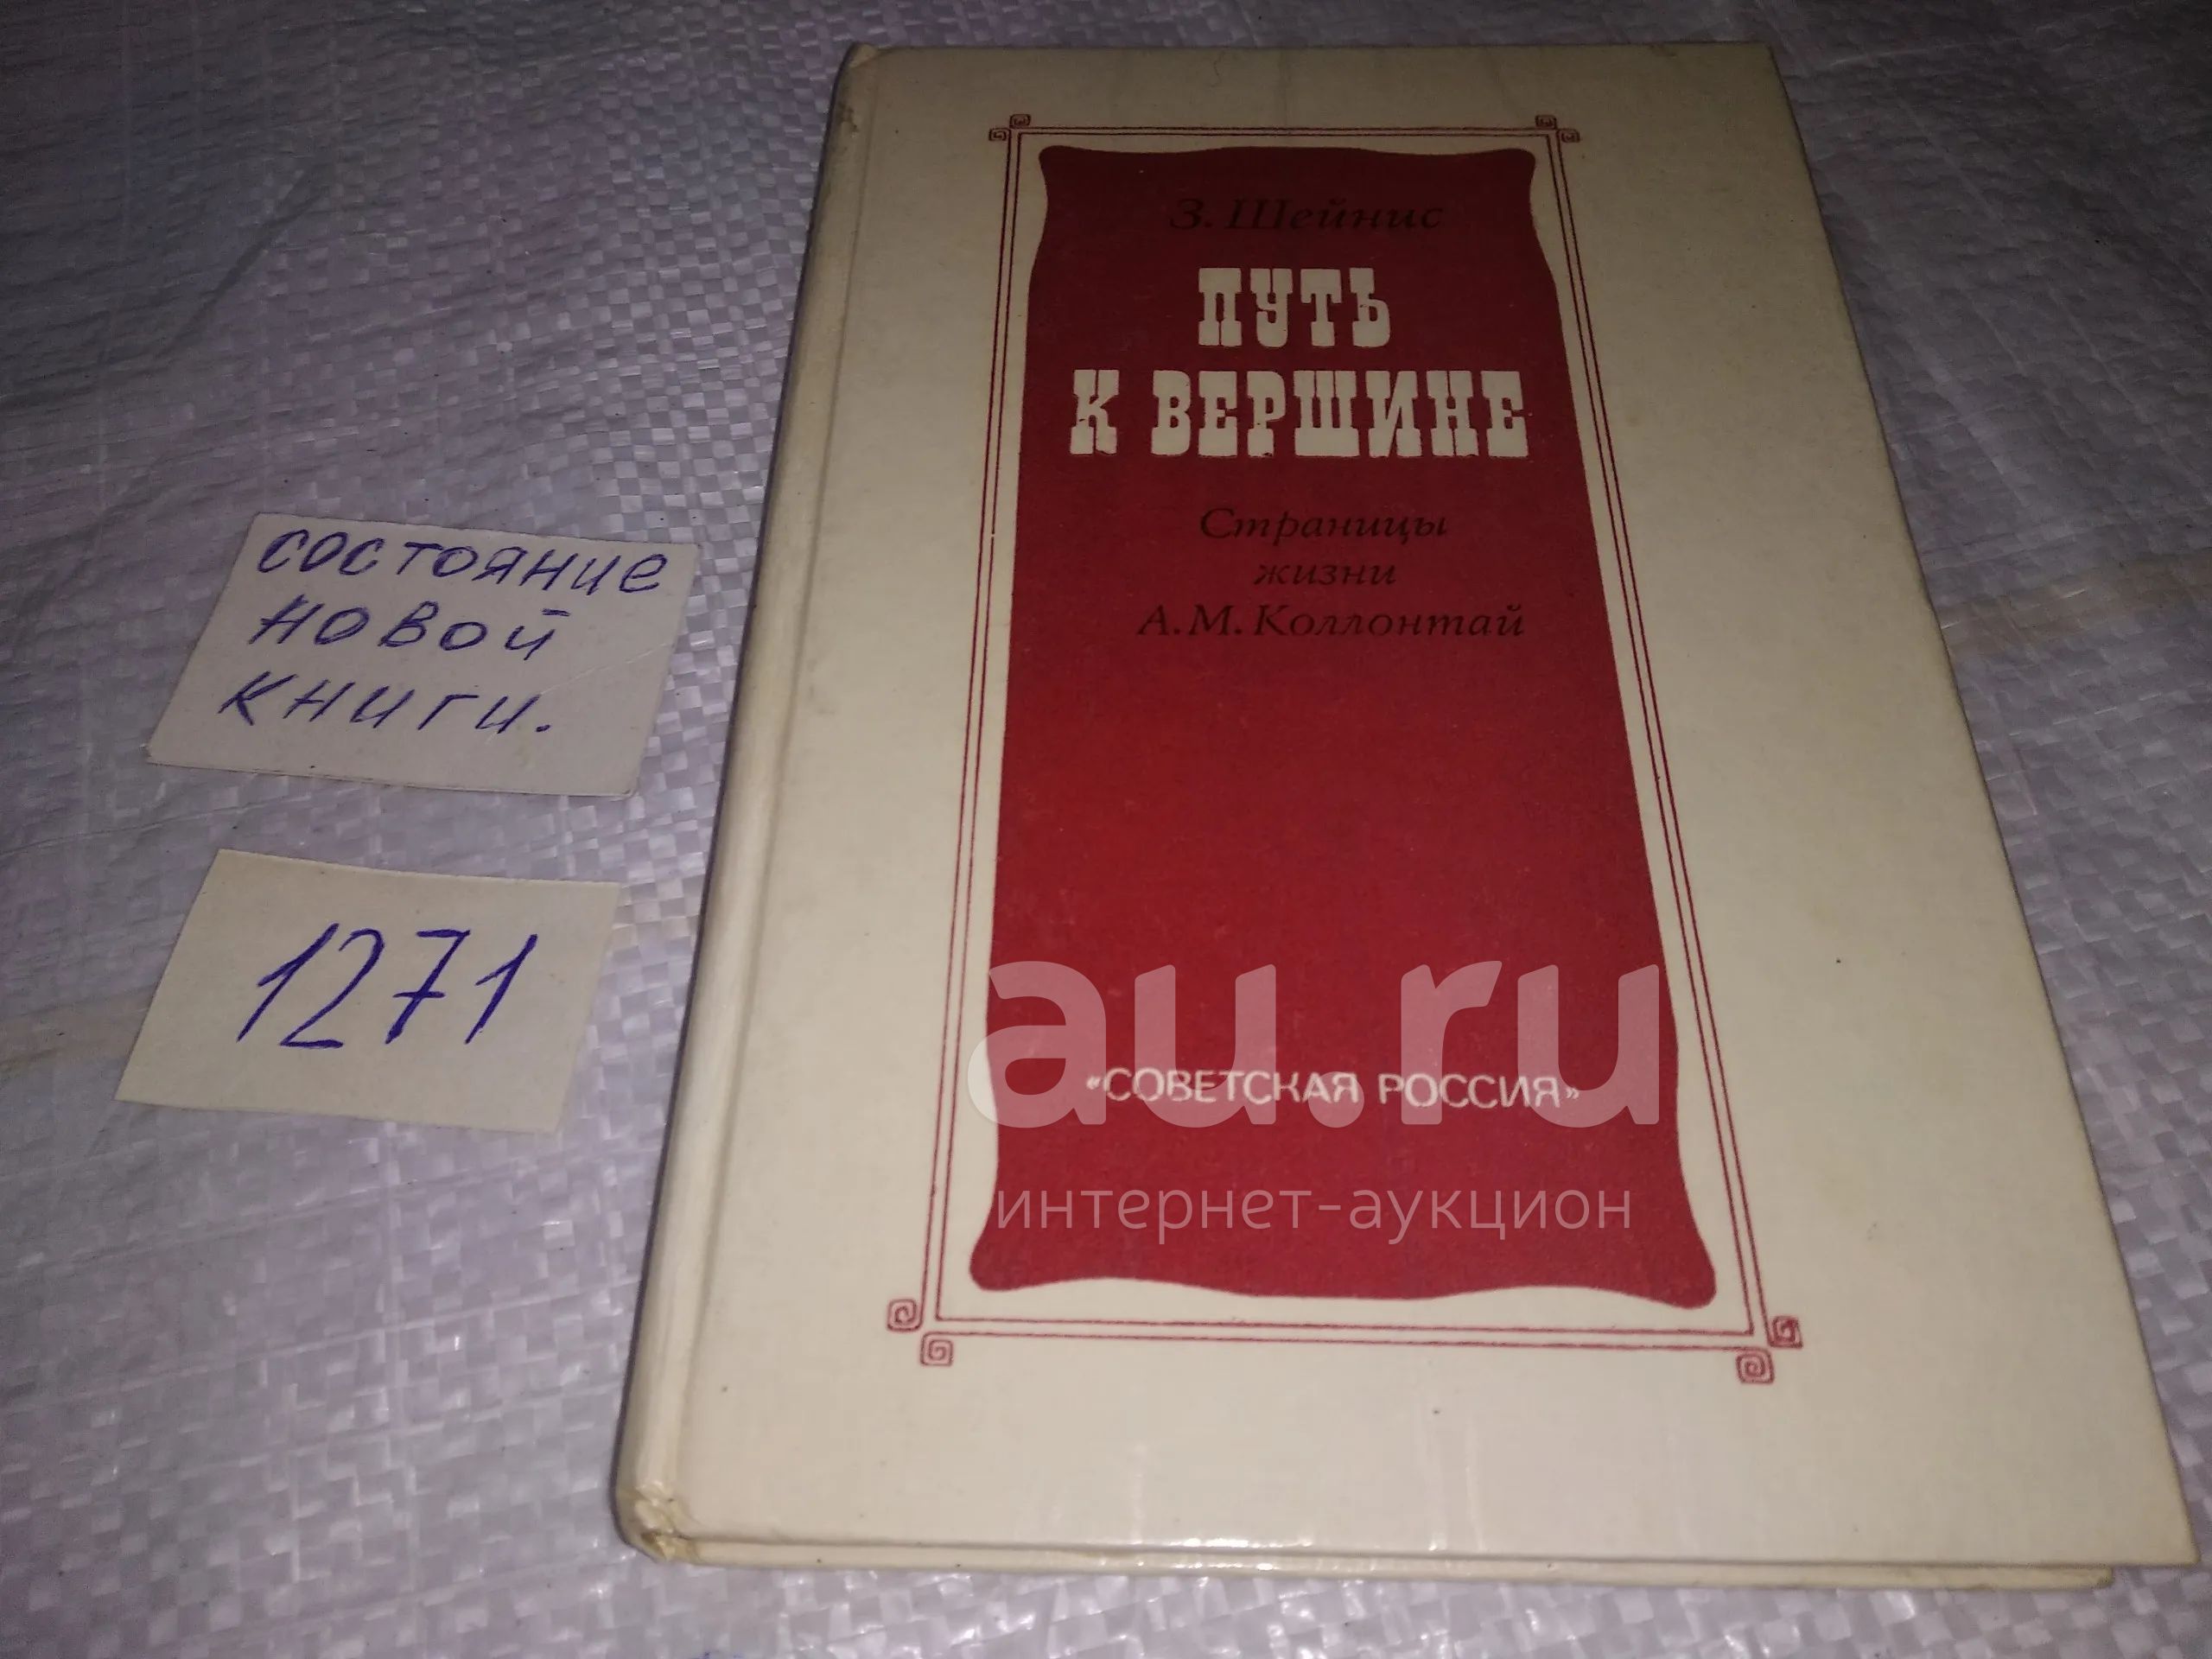 состояние
новой
книги.
1271
З. Шейнис
ПУТЬ
К ВЕРШИНЕ
Страницы
жизни
А.М. Коллонтай
au.ru
«СОВЕТСКАЯ РОССИЯ»
интернет-аукцион